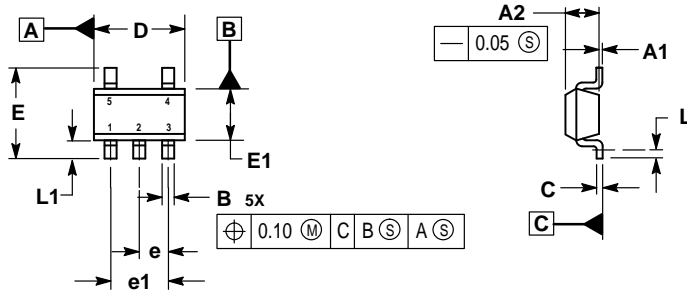 A D B
A2
— 0.05 Ⓢ
A1
E
5 4
1 2 3
E1
L
L1
B 5X
C
⌖ 0.10 Ⓜ C B Ⓢ A Ⓢ
C
e
e1